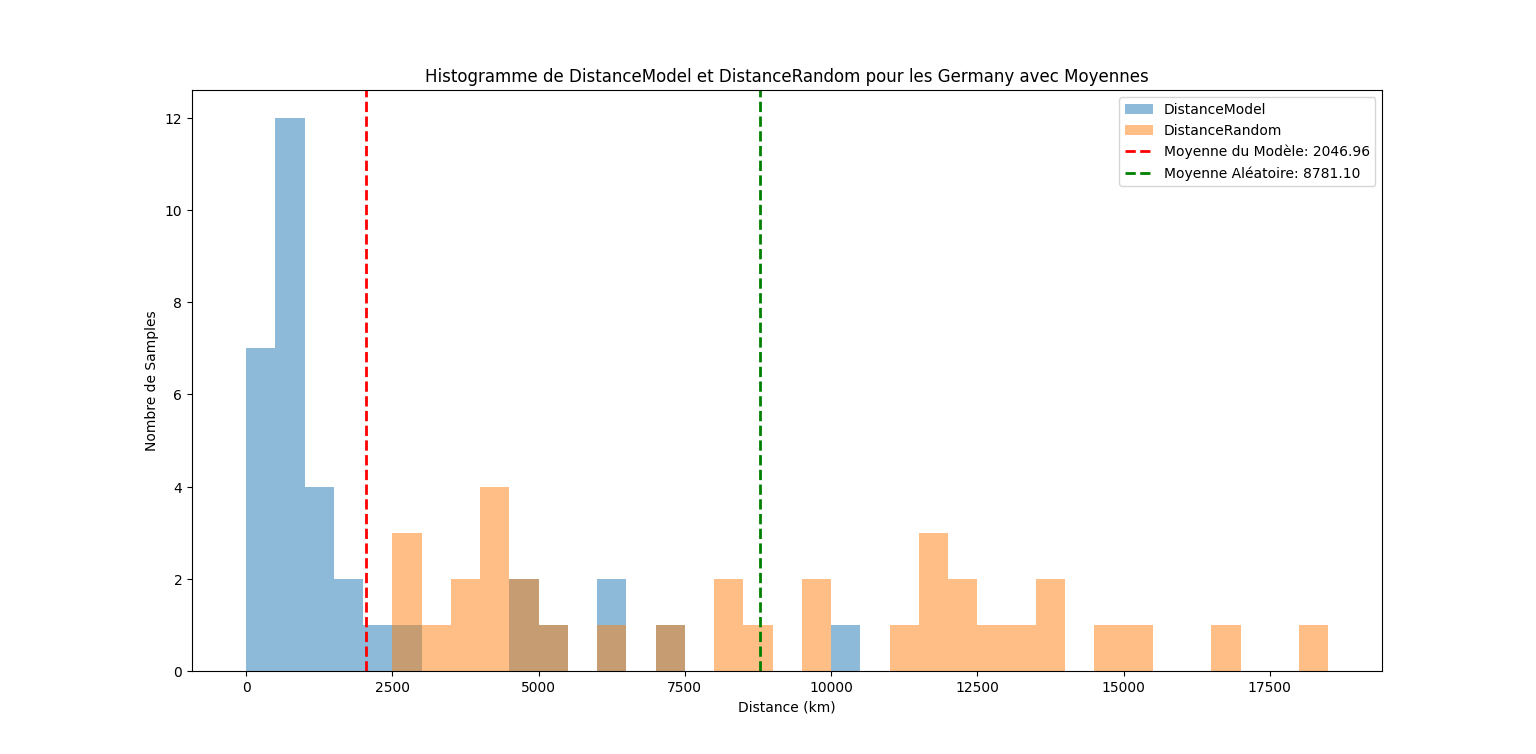 Histogramme de DistanceModel et DistanceRandom pour les Germany avec Moyennes
DistanceModel
DistanceRandom
Moyenne du Modèle: 2046.96
Moyenne Aléatoire: 8781.10
Nombre de Samples
12
10
8
6
4
2
0
0 2500 5000 7500 10000 12500 15000 17500
Distance (km)